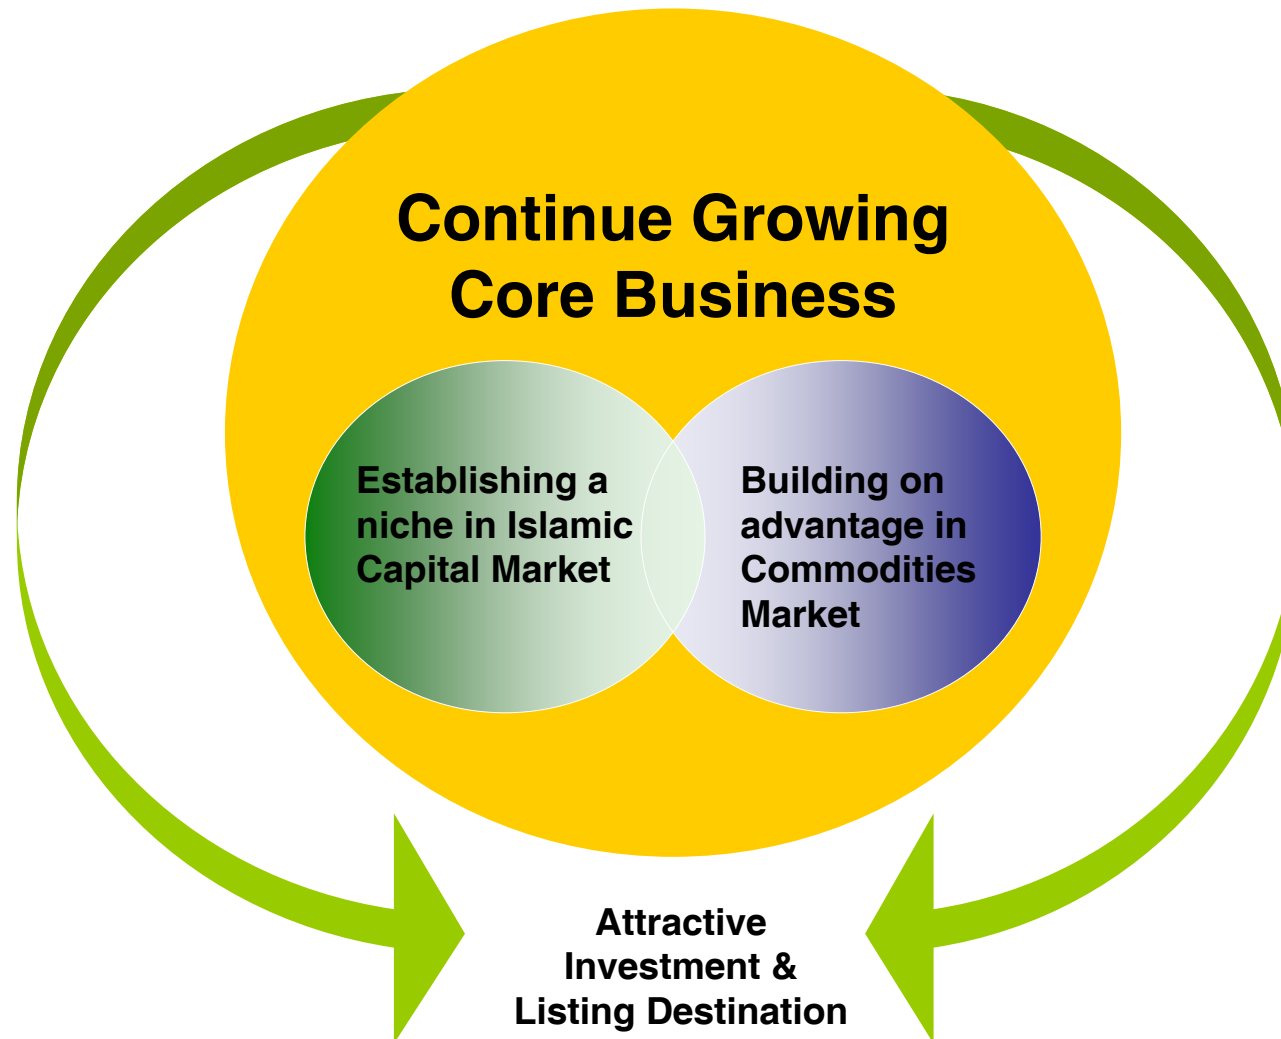 Continue Growing
Core Business
Establishing a
niche in Islamic
Capital Market
Building on
advantage in
Commodities
Market
Attractive
Investment &
Listing Destination